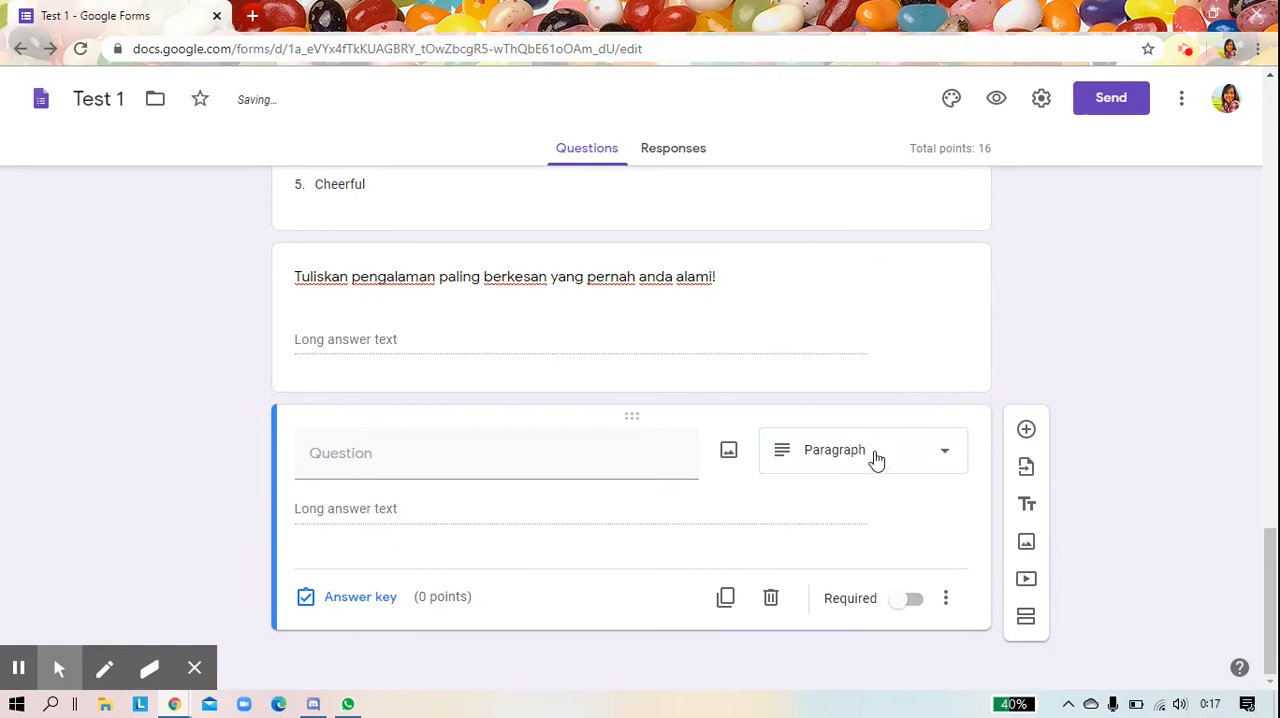 Test 1 - Google Forms
docs.google.com/forms/d/1a_eVYx4fTkKUAGBRY_tOwZbcgR5-wThQbE61oOAm_dU/edit
Test 1
Saving...
Send
Questions
Responses
Total points: 16
5. Cheerful
Tuliskan pengalaman paling berkesan yang pernah anda alami!
Long answer text
Question
Paragraph
Long answer text
Answer key
(0 points)
Required
40%
0:17